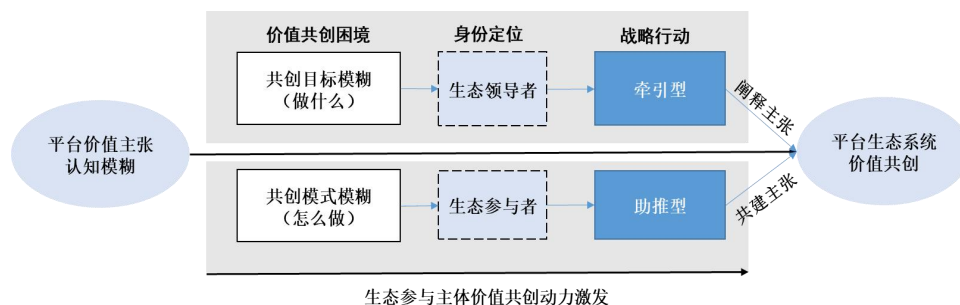 价值共创困境 身份定位 战略行动
共创目标模糊
(做什么)
生态领导者
牵引型
阐释主张
平台价值主张
认知模糊
平台生态系统
价值共创
共创模式模糊
(怎么做)
生态参与者
助推型
共建主张
生态参与主体价值共创动力激发